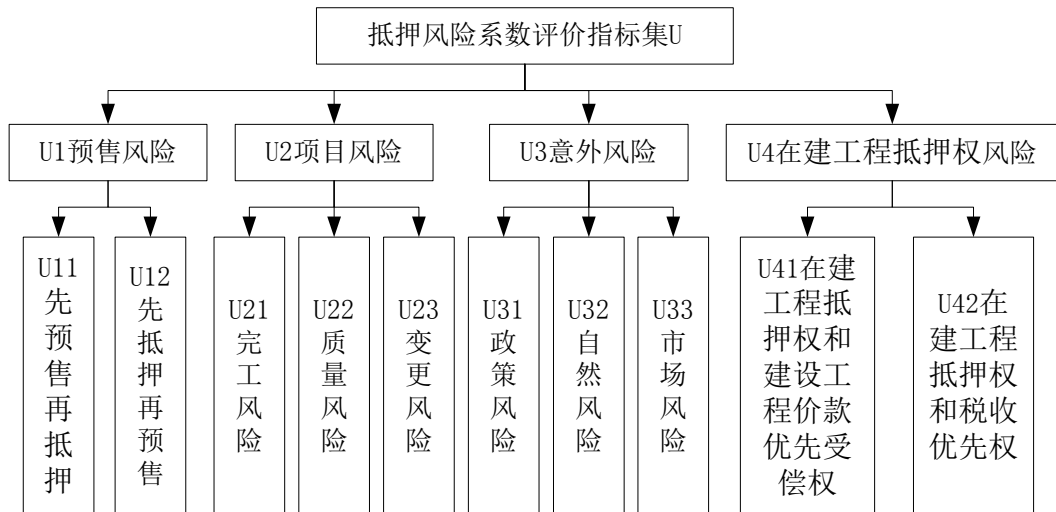 抵押风险系数评价指标集U
U1预售风险
U2项目风险
U3意外风险
U4在建工程抵押权风险
U11
先
预
售
再
抵
押
U12
先
抵
押
再
预
售
U21
完
工
风
险
U22
质
量
风
险
U23
变
更
风
险
U31
政
策
风
险
U32
自
然
风
险
U33
市
场
风
险
U41在建
工程抵
押权和
建设工
程价款
优先受
偿权
U42在
建工程
抵押权
和税收
优先权